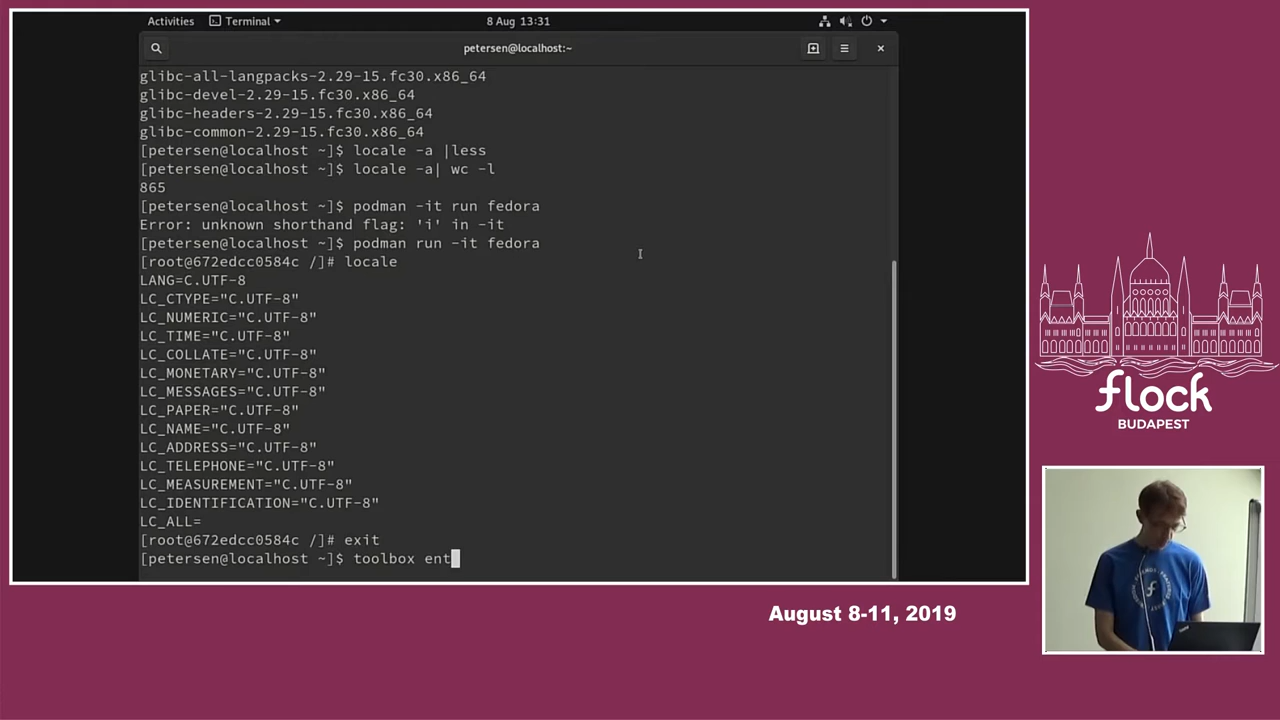 Activities Terminal 8 Aug 13:31
petersen@localhost:~
glibc-all-langpacks-2.29-15.fc30.x86_64
glibc-devel-2.29-15.fc30.x86_64
glibc-headers-2.29-15.fc30.x86_64
glibc-common-2.29-15.fc30.x86_64
[petersen@localhost ~]$ locale -a |less
[petersen@localhost ~]$ locale -a| wc -l
865
[petersen@localhost ~]$ podman -it run fedora
Error: unknown shorthand flag: 'i' in -it
[petersen@localhost ~]$ podman run -it fedora
[root@672edcc0584c /]# locale
LANG=C.UTF-8
LC_CTYPE="C.UTF-8"
LC_NUMERIC="C.UTF-8"
LC_TIME="C.UTF-8"
LC_COLLATE="C.UTF-8"
LC_MONETARY="C.UTF-8"
LC_MESSAGES="C.UTF-8"
LC_PAPER="C.UTF-8"
LC_NAME="C.UTF-8"
LC_ADDRESS="C.UTF-8"
LC_TELEPHONE="C.UTF-8"
LC_MEASUREMENT="C.UTF-8"
LC_IDENTIFICATION="C.UTF-8"
LC_ALL=
[root@672edcc0584c /]# exit
[petersen@localhost ~]$ toolbox ent
flock
BUDAPEST
August 8-11, 2019